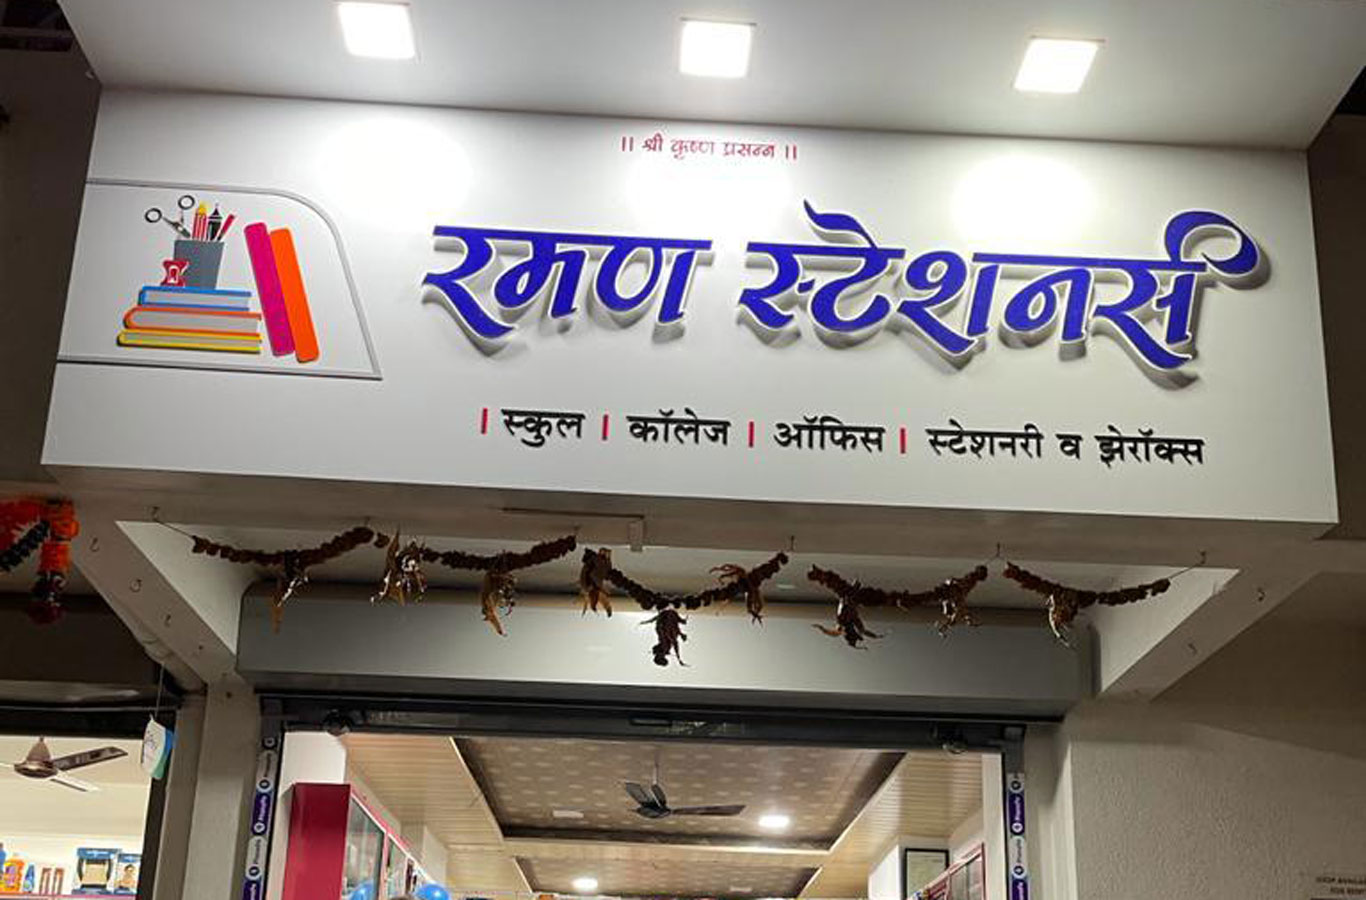 ॥ श्री कृष्ण प्रसन्न ॥
रमण स्टेशनर्स
| स्कुल | कॉलेज | ऑफिस | स्टेशनरी व झेरॉक्स